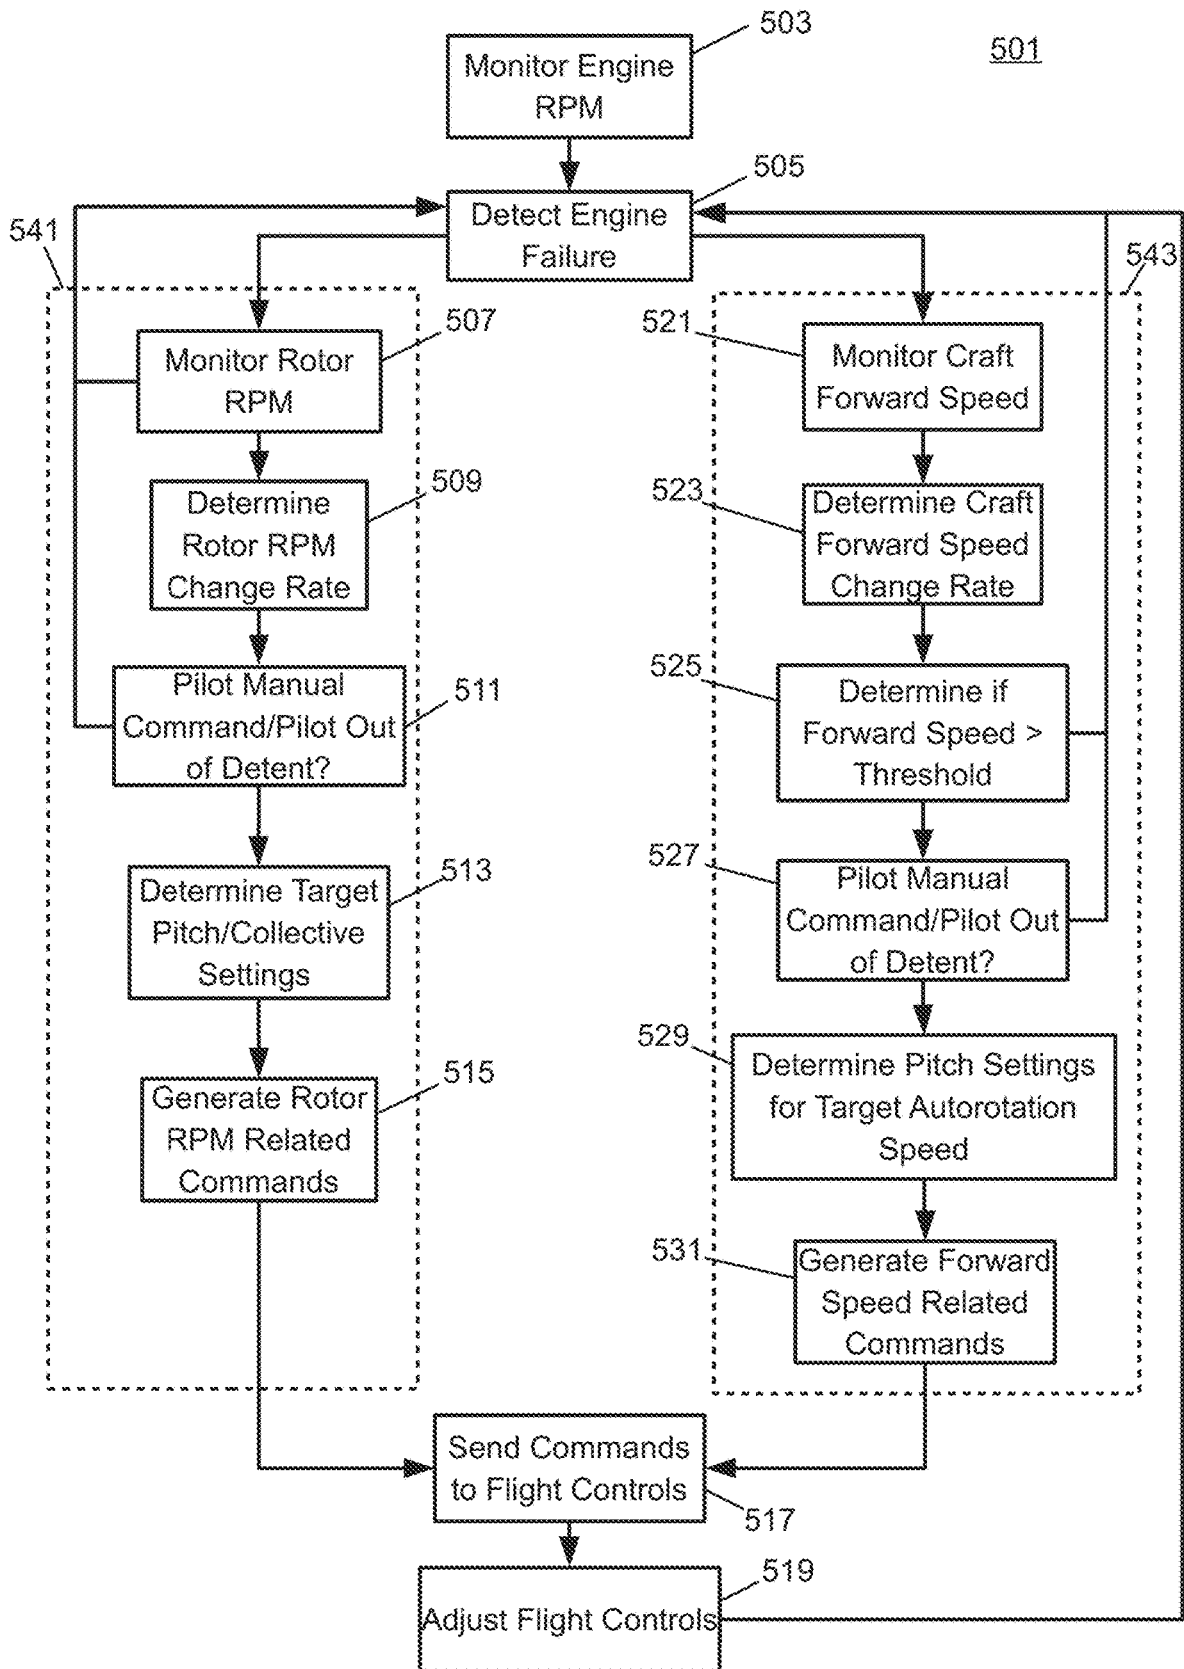 503
501
Monitor Engine
RPM
505
Detect Engine
Failure
541
543
507
Monitor Rotor
RPM
509
Determine
Rotor RPM
Change Rate
Pilot Manual
Command/Pilot Out
of Detent?
511
Determine Target
Pitch/Collective
Settings
513
Generate Rotor
RPM Related
Commands
515
521
Monitor Craft
Forward Speed
523
Determine Craft
Forward Speed
Change Rate
525
Determine if
Forward Speed >
Threshold
527
Pilot Manual
Command/Pilot Out
of Detent?
529
Determine Pitch Settings
for Target Autorotation
Speed
531
Generate Forward
Speed Related
Commands
Send Commands
to Flight Controls
517
519
Adjust Flight Controls